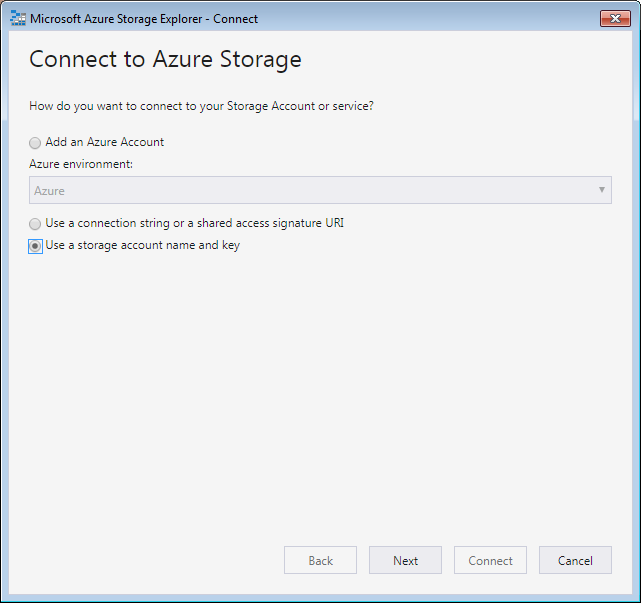 Microsoft Azure Storage Explorer - Connect
Connect to Azure Storage
How do you want to connect to your Storage Account or service?
Add an Azure Account
Azure environment:
Azure
Use a connection string or a shared access signature URI
Use a storage account name and key
Back Next Connect Cancel